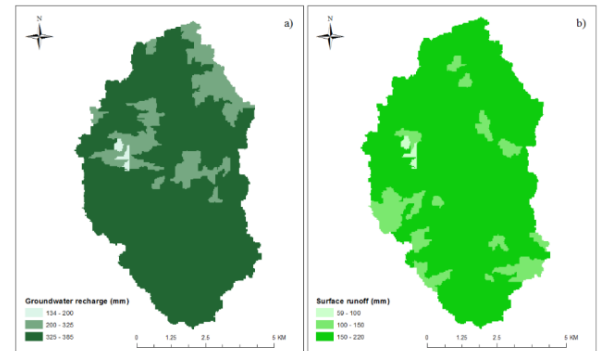 N
a)
Groundwater recharge (mm)
134 - 200
200 - 325
325 - 385
0 1.25 2.5 5 KM
N
b)
Surface runoff (mm)
59 - 100
100 - 150
150 - 220
0 1.25 2.5 5 KM